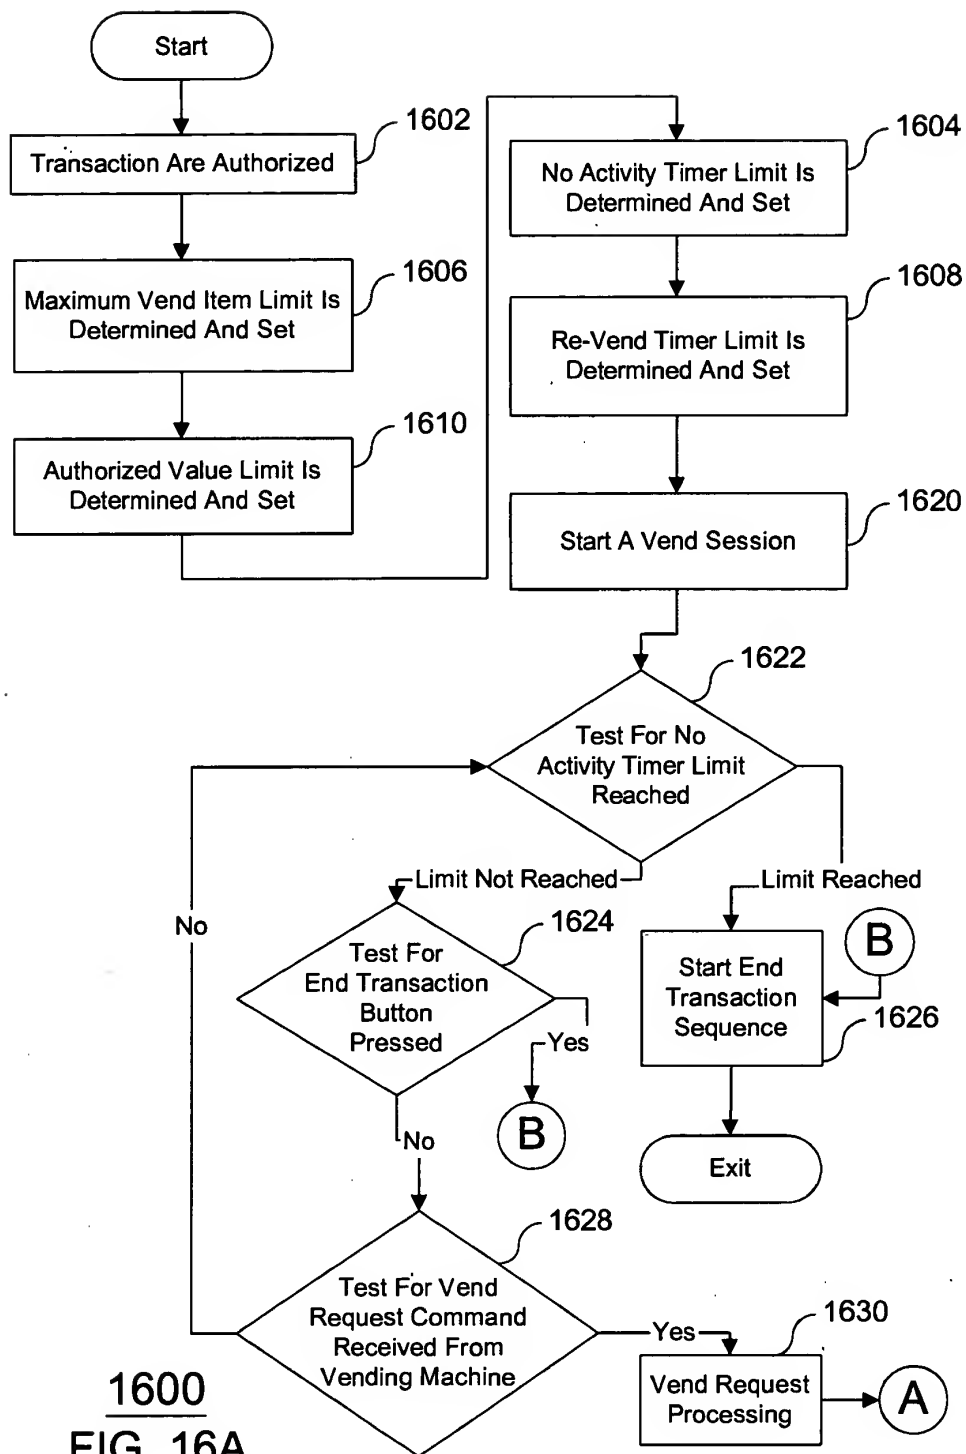 Start
1602
Transaction Are Authorized
1606
Maximum Vend Item Limit Is
Determined And Set
1610
Authorized Value Limit Is
Determined And Set
1604
No Activity Timer Limit Is
Determined And Set
1608
Re-Vend Timer Limit Is
Determined And Set
1620
Start A Vend Session
1622
Test For No
Activity Timer Limit
Reached
Limit Not Reached
Limit Reached
No
1624
Test For
End Transaction
Button
Pressed
Yes
B
B
Start End
Transaction
Sequence
1626
No
Exit
1628
Test For Vend
Request Command
Received From
Vending Machine
Yes
1630
Vend Request
Processing
A
1600
FIG. 16A